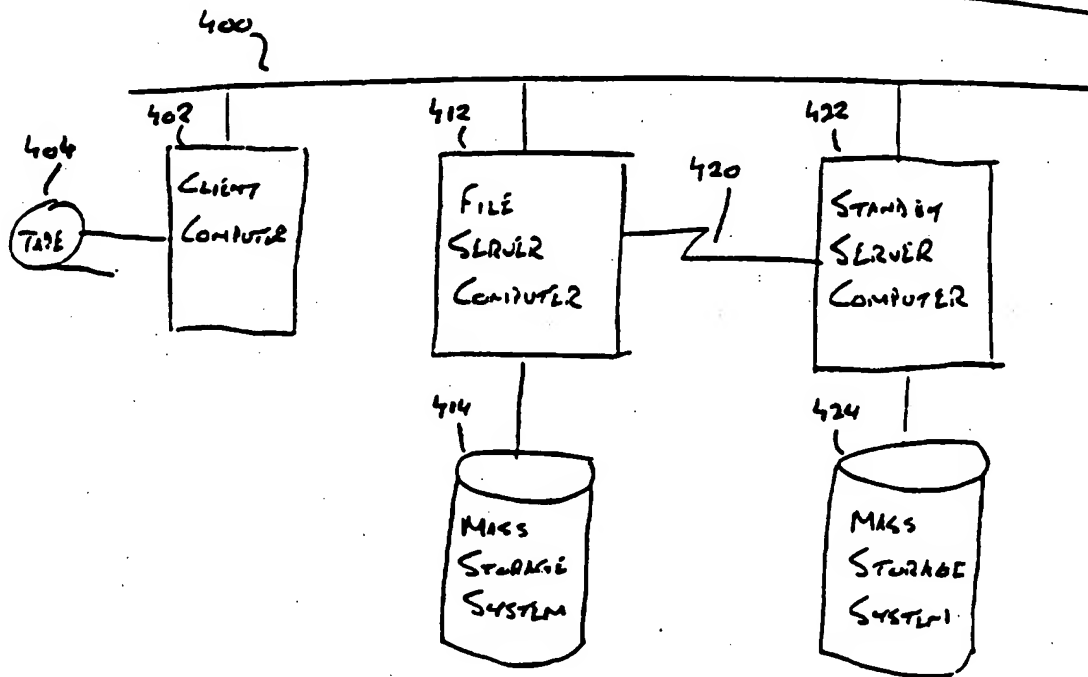 400
402
412
422
404
420
TAPE
CLIENT
COMPUTER
FILE
SERVER
COMPUTER
STANDBY
SERVER
COMPUTER
414
424
MASS
STORAGE
SYSTEM
MASS
STORAGE
SYSTEM